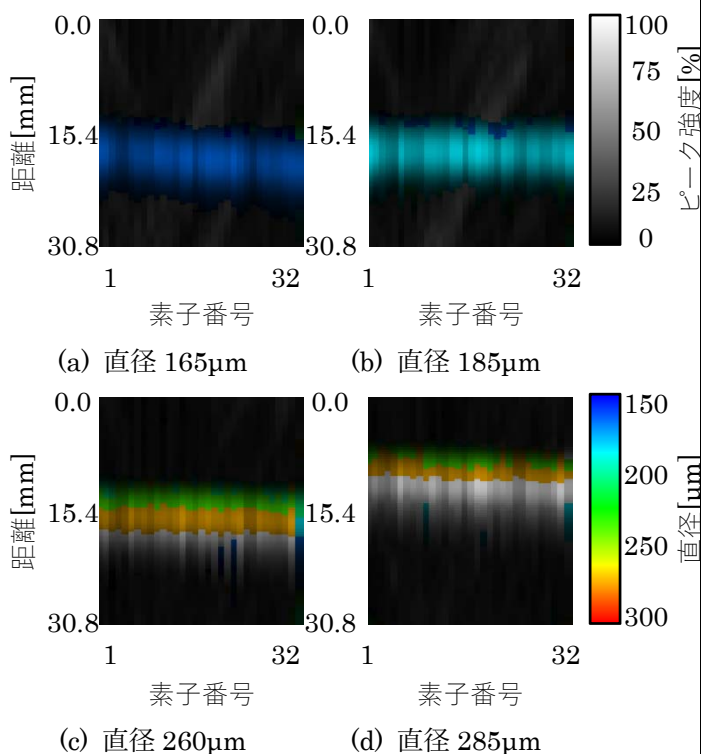 0.0
15.4
30.8
距離[mm]
1 32
素子番号
(a) 直径 165µm
0.0
15.4
30.8
1 32
素子番号
(b) 直径 185µm
100
75
50
25
0
ピーク強度[%]
0.0
15.4
30.8
距離[mm]
1 32
素子番号
(c) 直径 260µm
0.0
15.4
30.8
1 32
素子番号
(d) 直径 285µm
150
200
250
300
直径[µm]